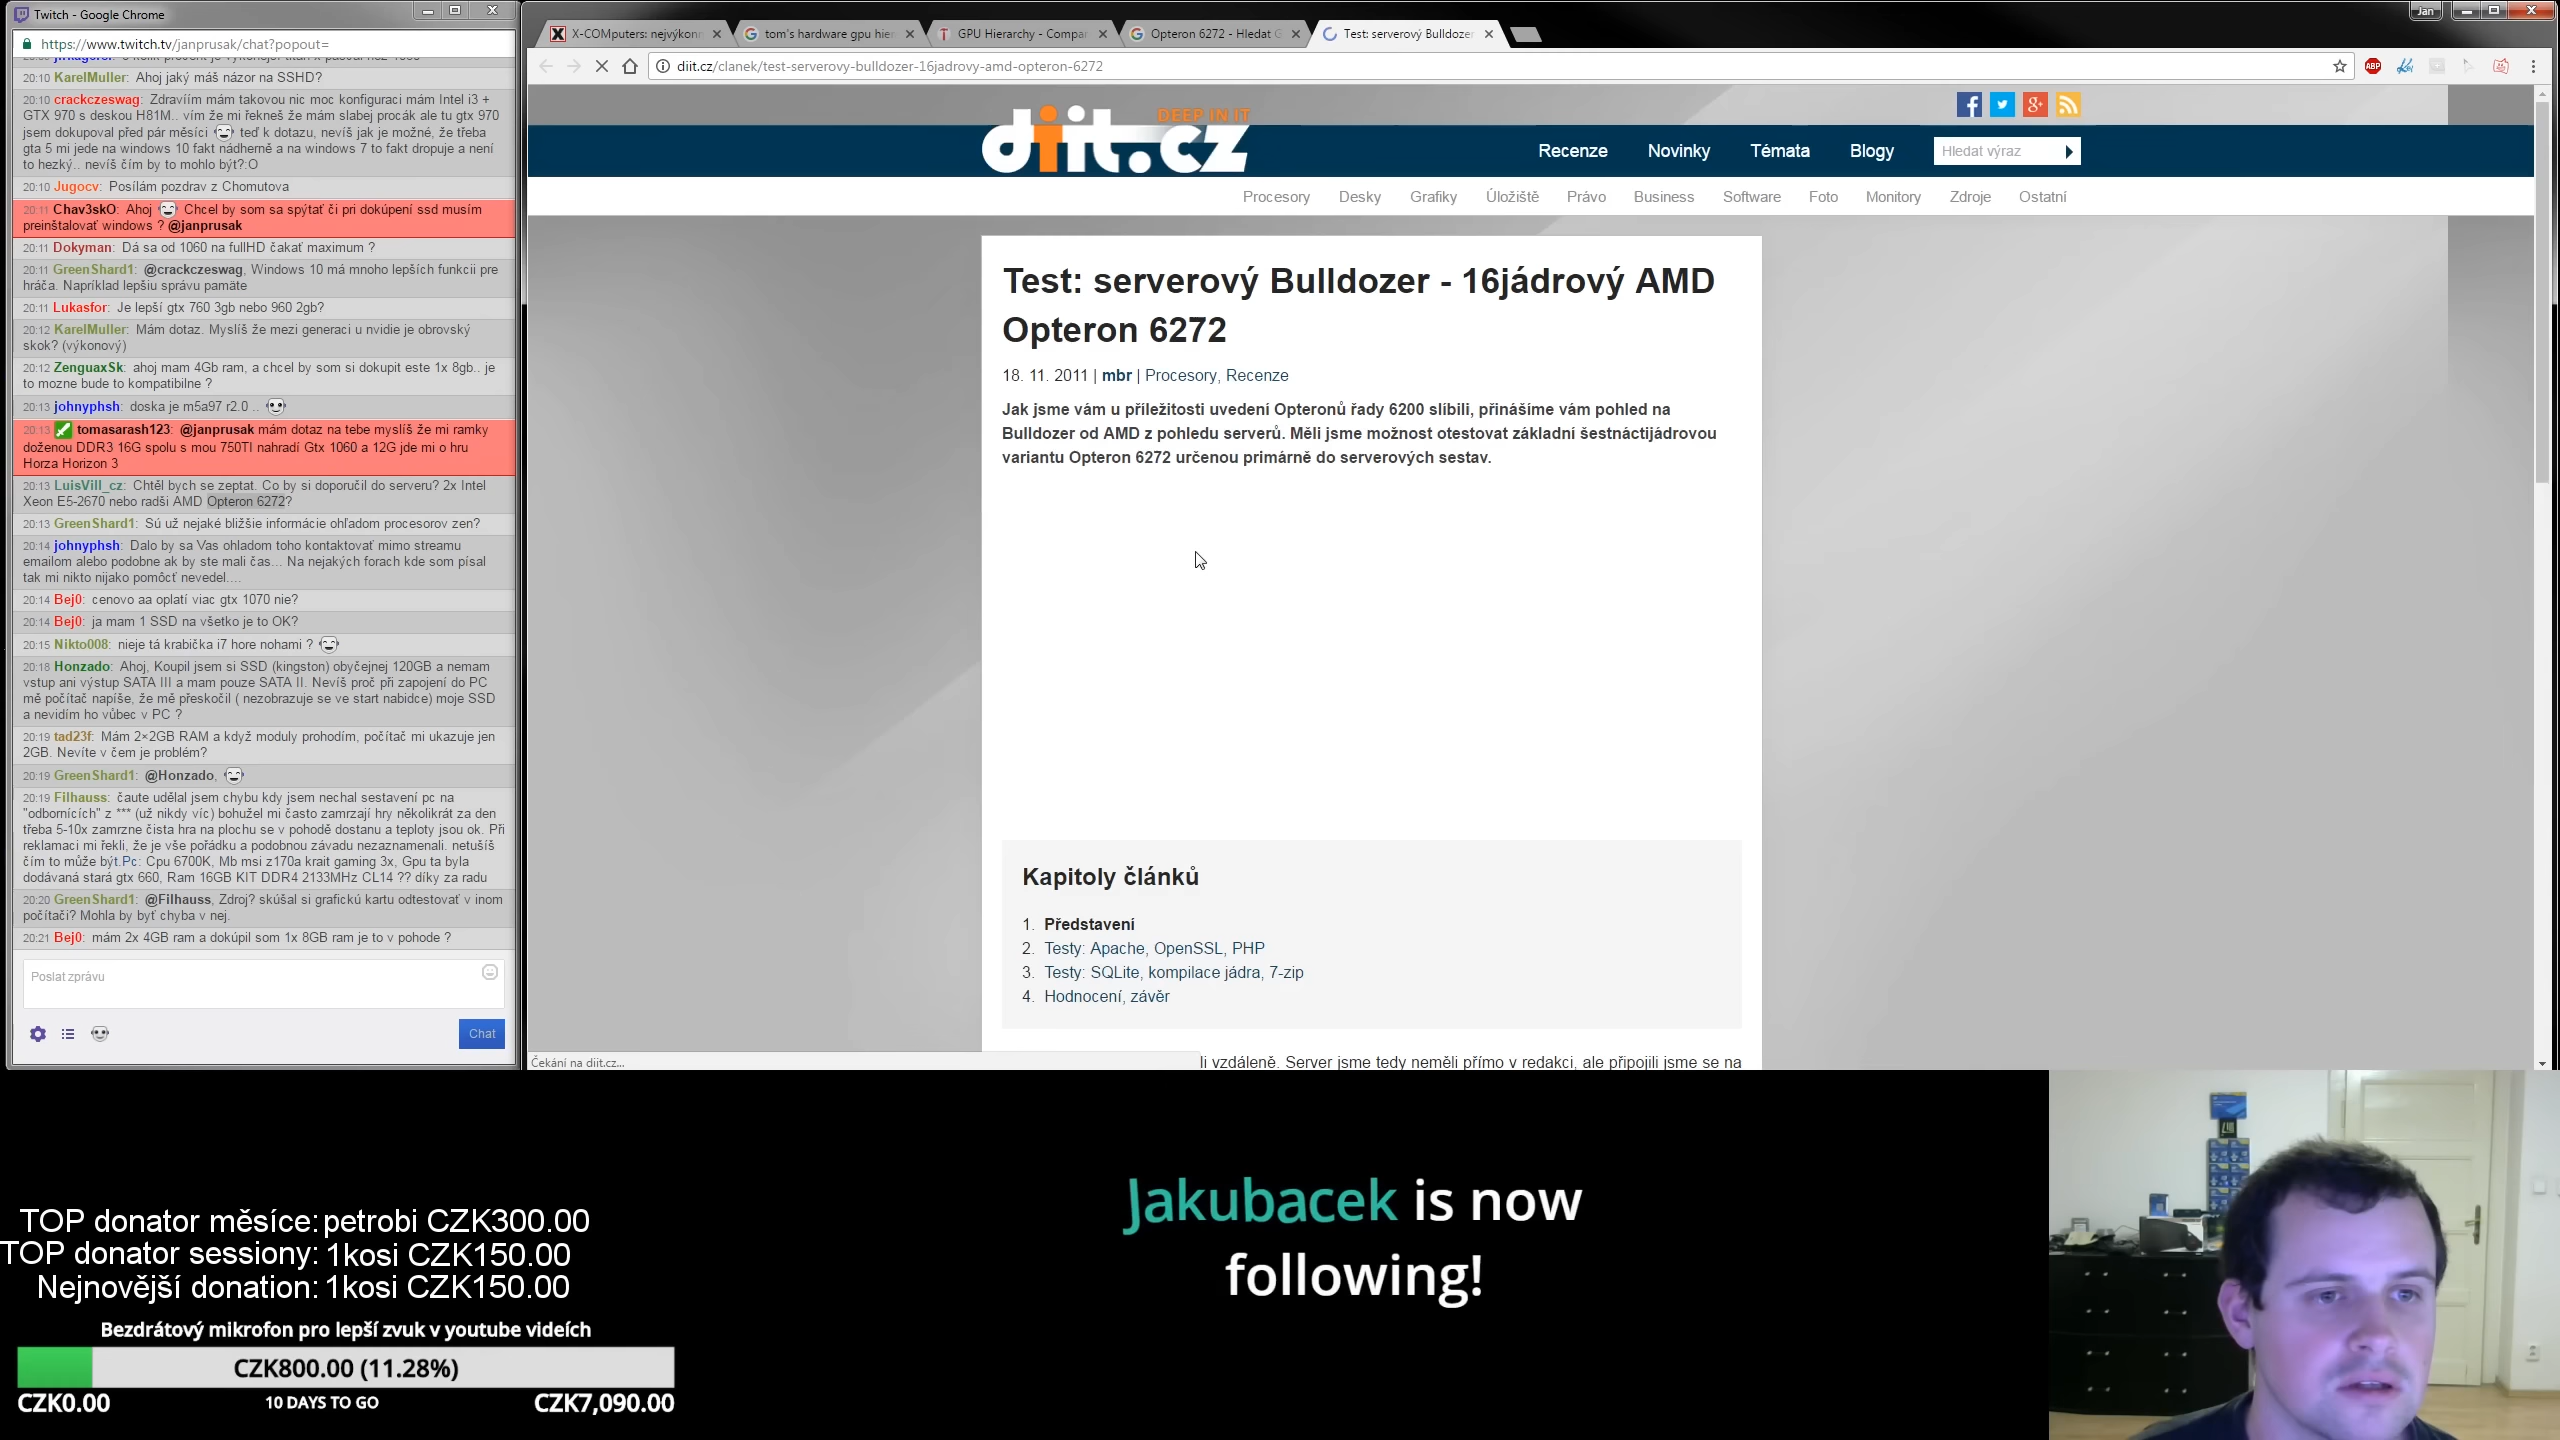 Twitch - Google Chrome
https://www.twitch.tv/janprusak/chat?popopout=
20:10 KarelMuller: Ahoj jaký máš názor na SSHD?
20:10 crackczeswag: Zdravíím mám takovou nic moc konfiguraci mám Intel i3 +
GTX 970 s deskou H81M.. vím že mi řekneš že mám slabej procák ale tu gtx 970
jsem dokupoval před pár měsíci teď k dotazu, nevíš jak je možné, že třeba
gta 5 mi jede na windows 10 fakt nádherně a na windows 7 to fakt dropuje a není
to hezký.. nevíš čím by to mohlo být?:O
20:10 Jugocv: Posílám pozdrav z Chomutova
20:11 Chav3skO: Ahoj Chcel by som sa spýtať či pri dokúpení ssd musím
preinštalovať windows ? @janprusak
20:11 Dokyman: Dá sa od 1060 na fullHD čakať maximum ?
20:11 GreenShard1: @crackczeswag, Windows 10 má mnoho lepších funkcii pre
hráča. Napríklad lepšiu správu pamäte
20:11 Lukasfor: Je lepší gtx 760 3gb nebo 960 2gb?
20:12 KarelMuller: Mám dotaz. Myslíš že mezi generaci u nvidie je obrovský
skok? (výkonový)
20:12 ZenguaxSk: ahoj mam 4Gb ram, a chcel by som si dokupit este 1x 8gb.. je
to mozne bude to kompatibilne ?
20:13 johnyphsh: doska je m5a97 r2.0 ..
20:13 tomasarash123: @janprusak mám dotaz na tebe myslíš že mi ramky
doženou DDR3 16G spolu s mou 750TI nahradí Gtx 1060 a 12G jde mi o hru
Horza Horizon 3
20:13 LuisVill_cz: Chtěl bych se zeptat. Co by si doporučil do serveru? 2x Intel
Xeon E5-2670 nebo radši AMD Opteron 6272?
20:13 GreenShard1: Sú už nejaké bližšie informácie ohľadom procesorov zen?
20:14 johnyphsh: Dalo by sa Vas ohladom toho kontaktovať mimo streamu
emailom alebo podobne ak by ste mali čas... Na nejakých forach kde som písal
tak mi nikto nijako pomôcť nevedel....
20:14 Bej0: cenovo aa oplatí viac gtx 1070 nie?
20:14 Bej0: ja mam 1 SSD na všetko je to OK?
20:15 Nikto008: nieje tá krabička i7 hore nohami ?
20:18 Honzado: Ahoj, Koupil jsem si SSD (kingston) obyčejnej 120GB a nemam
vstup ani výstup SATA III a mam pouze SATA II. Nevíš proč při zapojení do PC
mě počítač napíše, že mě přeskočil ( nezobrazuje se ve start nabidce) moje SSD
a nevidím ho vůbec v PC ?
20:19 tad23f: Mám 2×2GB RAM a když moduly prohodím, počítač mi ukazuje jen
2GB. Nevíte v čem je problém?
20:19 GreenShard1: @Honzado,
20:19 Filhauss: čaute udělal jsem chybu kdy jsem nechal sestavení pc na
"odbornících" z *** (už nikdy víc) bohužel mi často zamrzají hry několikrát za den
třeba 5-10x zamrzne čista hra na plochu se v pohodě dostanu a teploty jsou ok. Při
reklamaci mi řekli, že je vše pořádku a podobnou závadu nezaznamenali. netušíš
čím to může být.Pc: Cpu 6700K, Mb msi z170a krait gaming 3x, Gpu ta byla
dodávaná stará gtx 660, Ram 16GB KIT DDR4 2133MHz CL14 ?? díky za radu
20:20 GreenShard1: @Filhauss, Zdroj? skúšal si grafickú kartu odtestovať v inom
počítači? Mohla by byť chyba v nej.
20:21 Bej0: mám 2x 4GB ram a dokúpil som 1x 8GB ram je to v pohode ?
Poslat zprávu
Chat
Jan
X-COMputers: nejvýkonn
tom's hardware gpu hier
GPU Hierarchy - Compar
Opteron 6272 - Hledat G
Test: serverový Bulldozer
diit.cz/clanek/test-serverovy-bulldozer-16jadrovy-amd-opteron-6272
ABP
DEEP IN IT
diit.cz
Recenze Novinky Témata Blogy Hledat výraz
Procesory Desky Grafiky Úložiště Právo Business Software Foto Monitory Zdroje Ostatní
Test: serverový Bulldozer - 16jádrový AMD
Opteron 6272
18. 11. 2011 | mbr | Procesory, Recenze
Jak jsme vám u příležitosti uvedení Opteronů řady 6200 slíbili, přinášíme vám pohled na
Bulldozer od AMD z pohledu serverů. Měli jsme možnost otestovat základní šestnáctijádrovou
variantu Opteron 6272 určenou primárně do serverových sestav.
Kapitoly článků
1. Představení
2. Testy: Apache, OpenSSL, PHP
3. Testy: SQLite, kompilace jádra, 7-zip
4. Hodnocení, závěr
Čekání na diit.cz...
li vzdáleně. Server jsme tedy neměli přímo v redakci, ale připojili jsme se na
TOP donator měsíce: petrobi CZK300.00
TOP donator sessiony: 1kosi CZK150.00
Nejnovější donation: 1kosi CZK150.00
Bezdrátový mikrofon pro lepší zvuk v youtube videích
CZK800.00 (11.28%)
CZK0.00 10 DAYS TO GO CZK7,090.00
Jakubacek is now
following!